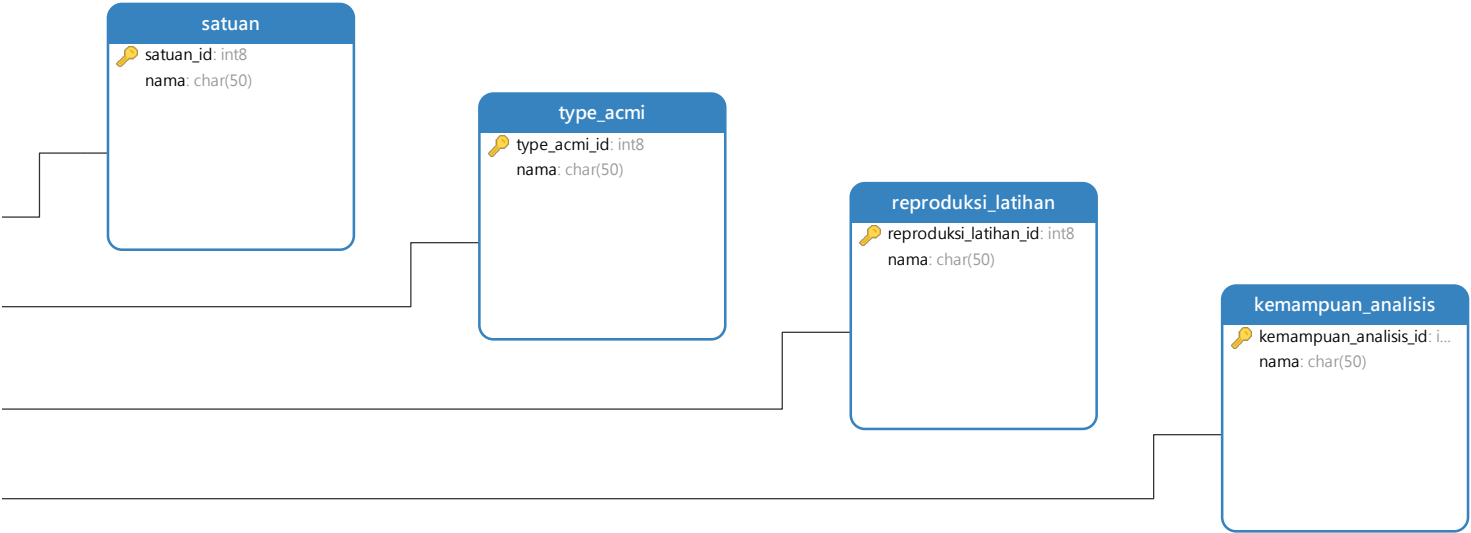 satuan
satuan_id: int8
nama: char(50)
type_acmi
type_acmi_id: int8
nama: char(50)
reproduksi_latihan
reproduksi_latihan_id: int8
nama: char(50)
kemampuan_analisis
kemampuan_analisis_id: i...
nama: char(50)